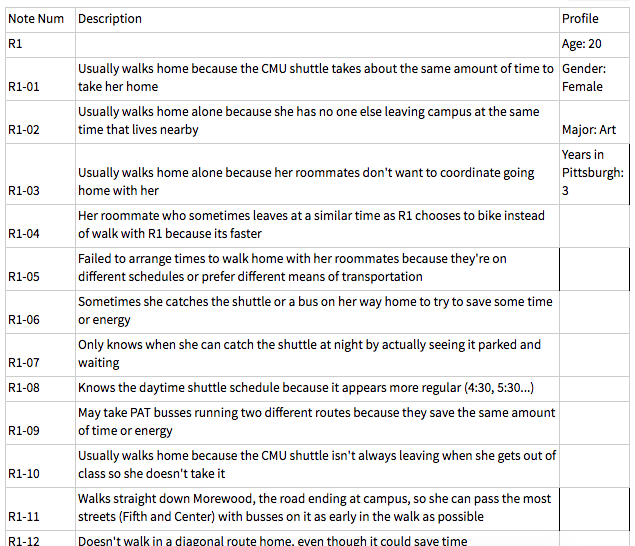 Note Num Description Profile
R1 Age: 20
Usually walks home because the CMU shuttle takes about the same amount of time to Gender:
R1-01 take her home Female
Usually walks home alone because she has no one else leaving campus at the same
R1-02 time that lives nearby Major: Art
Years in
Usually walks home alone because her roommates don't want to coordinate going Pittsburgh:
R1-03 home with her 3
Her roommate who sometimes leaves at a similar time as R1 chooses to bike instead
R1-04 of walk with R1 because its faster
Failed to arrange times to walk home with her roommates because they're on
R1-05 different schedules or prefer different means of transportation
Sometimes she catches the shuttle or a bus on her way home to try to save some time
R1-06 or energy
Only knows when she can catch the shuttle at night by actually seeing it parked and
R1-07 waiting
R1-08 Knows the daytime shuttle schedule because it appears more regular (4:30, 5:30...)
May take PAT busses running two different routes because they save the same amount
R1-09 of time or energy
Usually walks home because the CMU shuttle isn't always leaving when she gets out of
R1-10 class so she doesn't take it
Walks straight down Morewood, the road ending at campus, so she can pass the most
R1-11 streets (Fifth and Center) with busses on it as early in the walk as possible
R1-12 Doesn't walk in a diagonal route home, even though it could save time